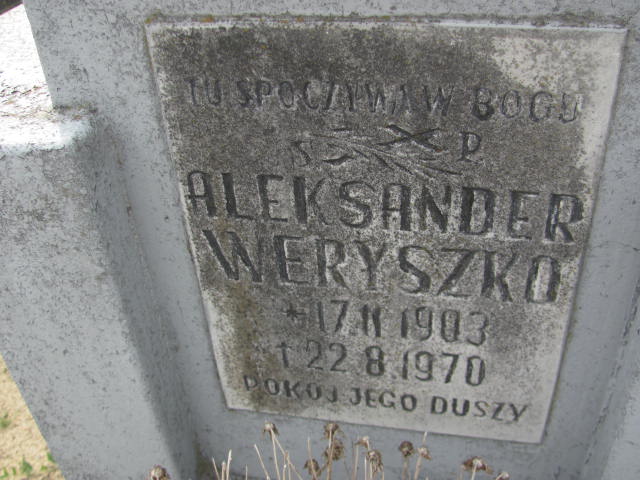 TU SPOCZYWA W BOGU
Ś P.
ALEKSANDER
WERYSZKO
*17.II 1903
†22.8.1970
POKÓJ JEGO DUSZY